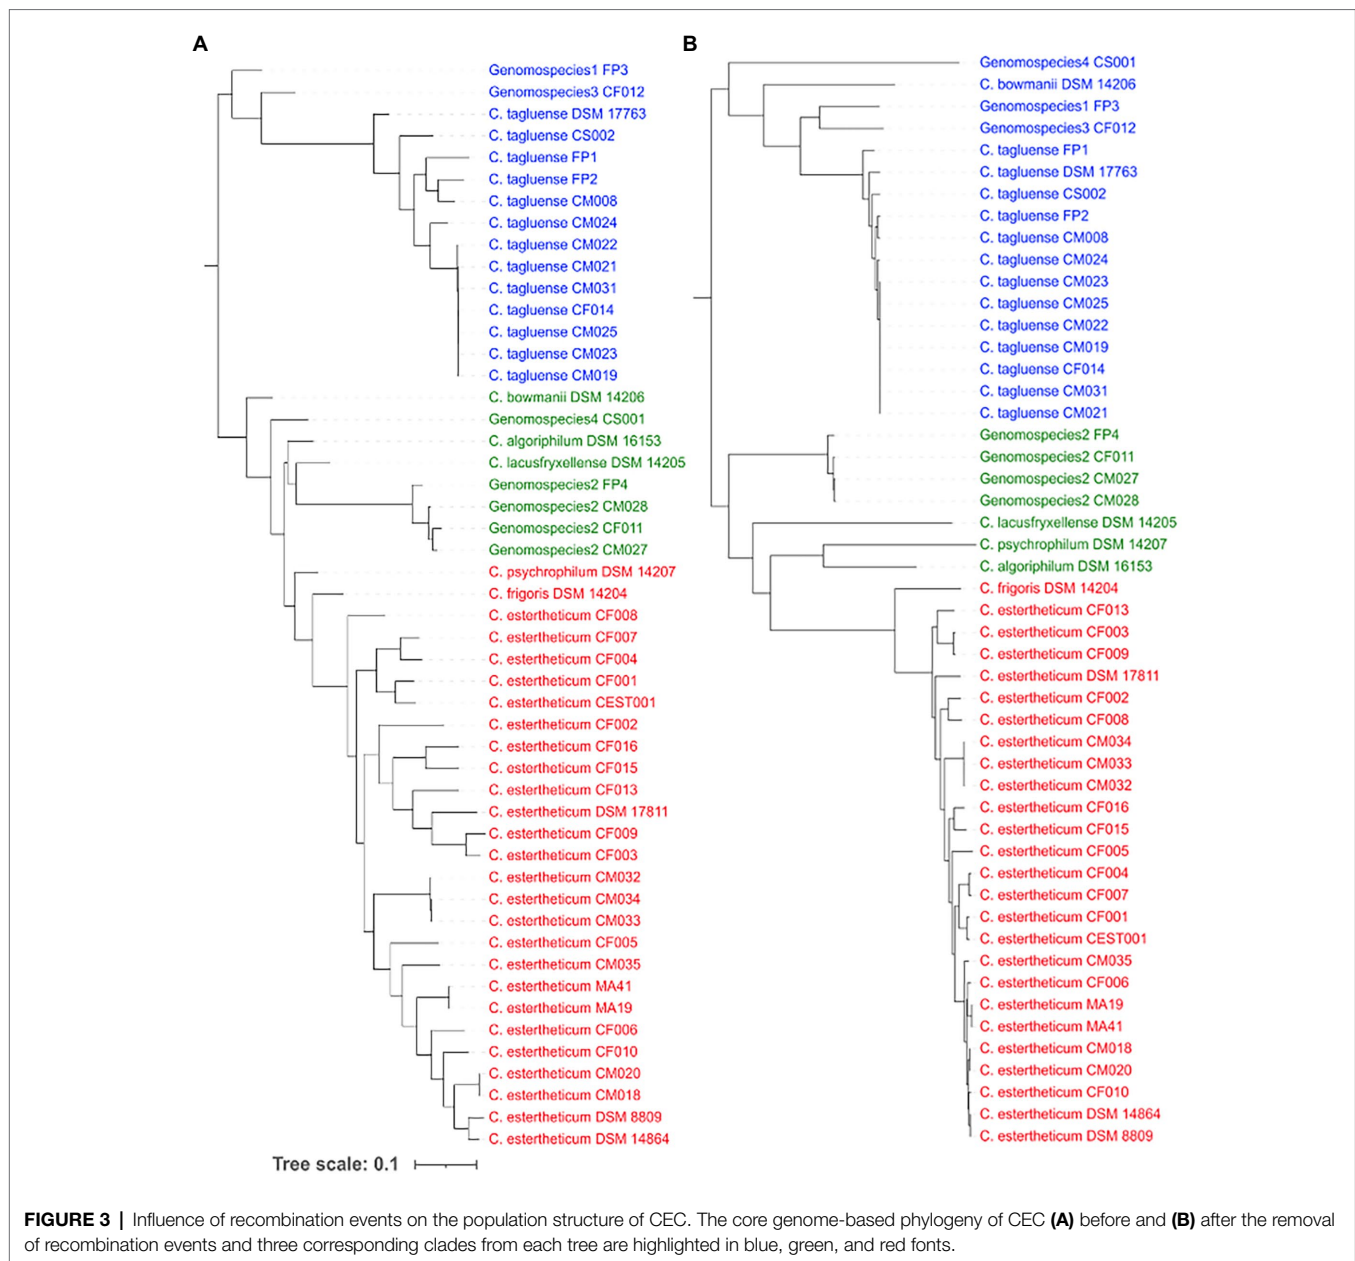 A
Genomospecies1 FP3
Genomospecies3 CF012
C. tagluense DSM 17763
C. tagluense CS002
C. tagluense FP1
C. tagluense FP2
C. tagluense CM008
C. tagluense CM024
C. tagluense CM022
C. tagluense CM021
C. tagluense CM031
C. tagluense CF014
C. tagluense CM025
C. tagluense CM023
C. tagluense CM019
C. bowmanii DSM 14206
Genomospecies4 CS001
C. algoriphilum DSM 16153
C. lacusfryxellense DSM 14205
Genomospecies2 FP4
Genomospecies2 CM028
Genomospecies2 CF011
Genomospecies2 CM027
C. psychrophilum DSM 14207
C. frigoris DSM 14204
C. estertheticum CF008
C. estertheticum CF007
C. estertheticum CF004
C. estertheticum CF001
C. estertheticum CEST001
C. estertheticum CF002
C. estertheticum CF016
C. estertheticum CF015
C. estertheticum CF013
C. estertheticum DSM 17811
C. estertheticum CF009
C. estertheticum CF003
C. estertheticum CM032
C. estertheticum CM034
C. estertheticum CM033
C. estertheticum CF005
C. estertheticum CM035
C. estertheticum MA41
C. estertheticum MA19
C. estertheticum CF006
C. estertheticum CF010
C. estertheticum CM020
C. estertheticum CM018
C. estertheticum DSM 8809
C. estertheticum DSM 14864
Tree scale: 0.1
B
Genomospecies4 CS001
C. bowmanii DSM 14206
Genomospecies1 FP3
Genomospecies3 CF012
C. tagluense FP1
C. tagluense DSM 17763
C. tagluense CS002
C. tagluense FP2
C. tagluense CM008
C. tagluense CM024
C. tagluense CM023
C. tagluense CM025
C. tagluense CM022
C. tagluense CM019
C. tagluense CF014
C. tagluense CM031
C. tagluense CM021
Genomospecies2 FP4
Genomospecies2 CF011
Genomospecies2 CM027
Genomospecies2 CM028
C. lacusfryxellense DSM 14205
C. psychrophilum DSM 14207
C. algoriphilum DSM 16153
C. frigoris DSM 14204
C. estertheticum CF013
C. estertheticum CF003
C. estertheticum CF009
C. estertheticum DSM 17811
C. estertheticum CF002
C. estertheticum CF008
C. estertheticum CM034
C. estertheticum CM033
C. estertheticum CM032
C. estertheticum CF016
C. estertheticum CF015
C. estertheticum CF005
C. estertheticum CF004
C. estertheticum CF007
C. estertheticum CF001
C. estertheticum CEST001
C. estertheticum CM035
C. estertheticum CF006
C. estertheticum MA19
C. estertheticum MA41
C. estertheticum CM018
C. estertheticum CM020
C. estertheticum CF010
C. estertheticum DSM 14864
C. estertheticum DSM 8809
FIGURE 3 | Influence of recombination events on the population structure of CEC. The core genome-based phylogeny of CEC (A) before and (B) after the removal
of recombination events and three corresponding clades from each tree are highlighted in blue, green, and red fonts.